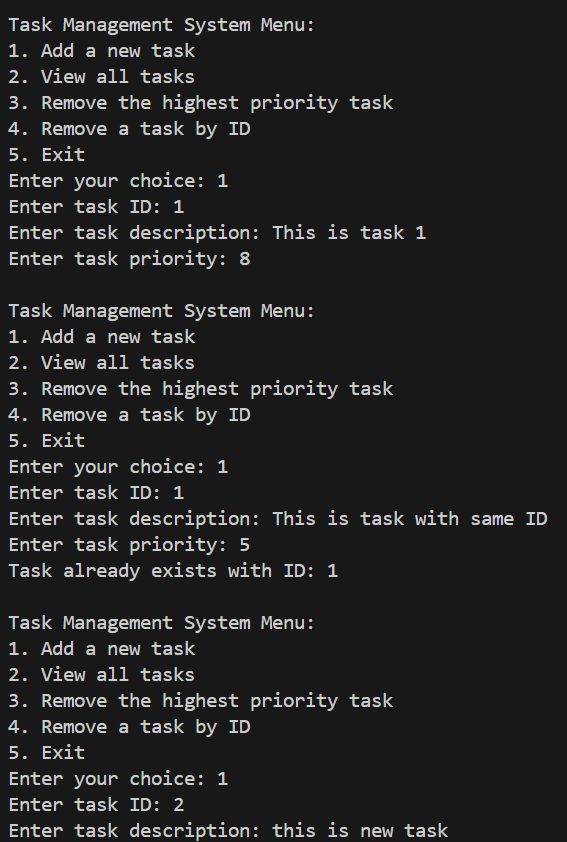 Task Management System Menu:
1. Add a new task
2. View all tasks
3. Remove the highest priority task
4. Remove a task by ID
5. Exit
Enter your choice: 1
Enter task ID: 1
Enter task description: This is task 1
Enter task priority: 8

Task Management System Menu:
1. Add a new task
2. View all tasks
3. Remove the highest priority task
4. Remove a task by ID
5. Exit
Enter your choice: 1
Enter task ID: 1
Enter task description: This is task with same ID
Enter task priority: 5
Task already exists with ID: 1

Task Management System Menu:
1. Add a new task
2. View all tasks
3. Remove the highest priority task
4. Remove a task by ID
5. Exit
Enter your choice: 1
Enter task ID: 2
Enter task description: this is new task